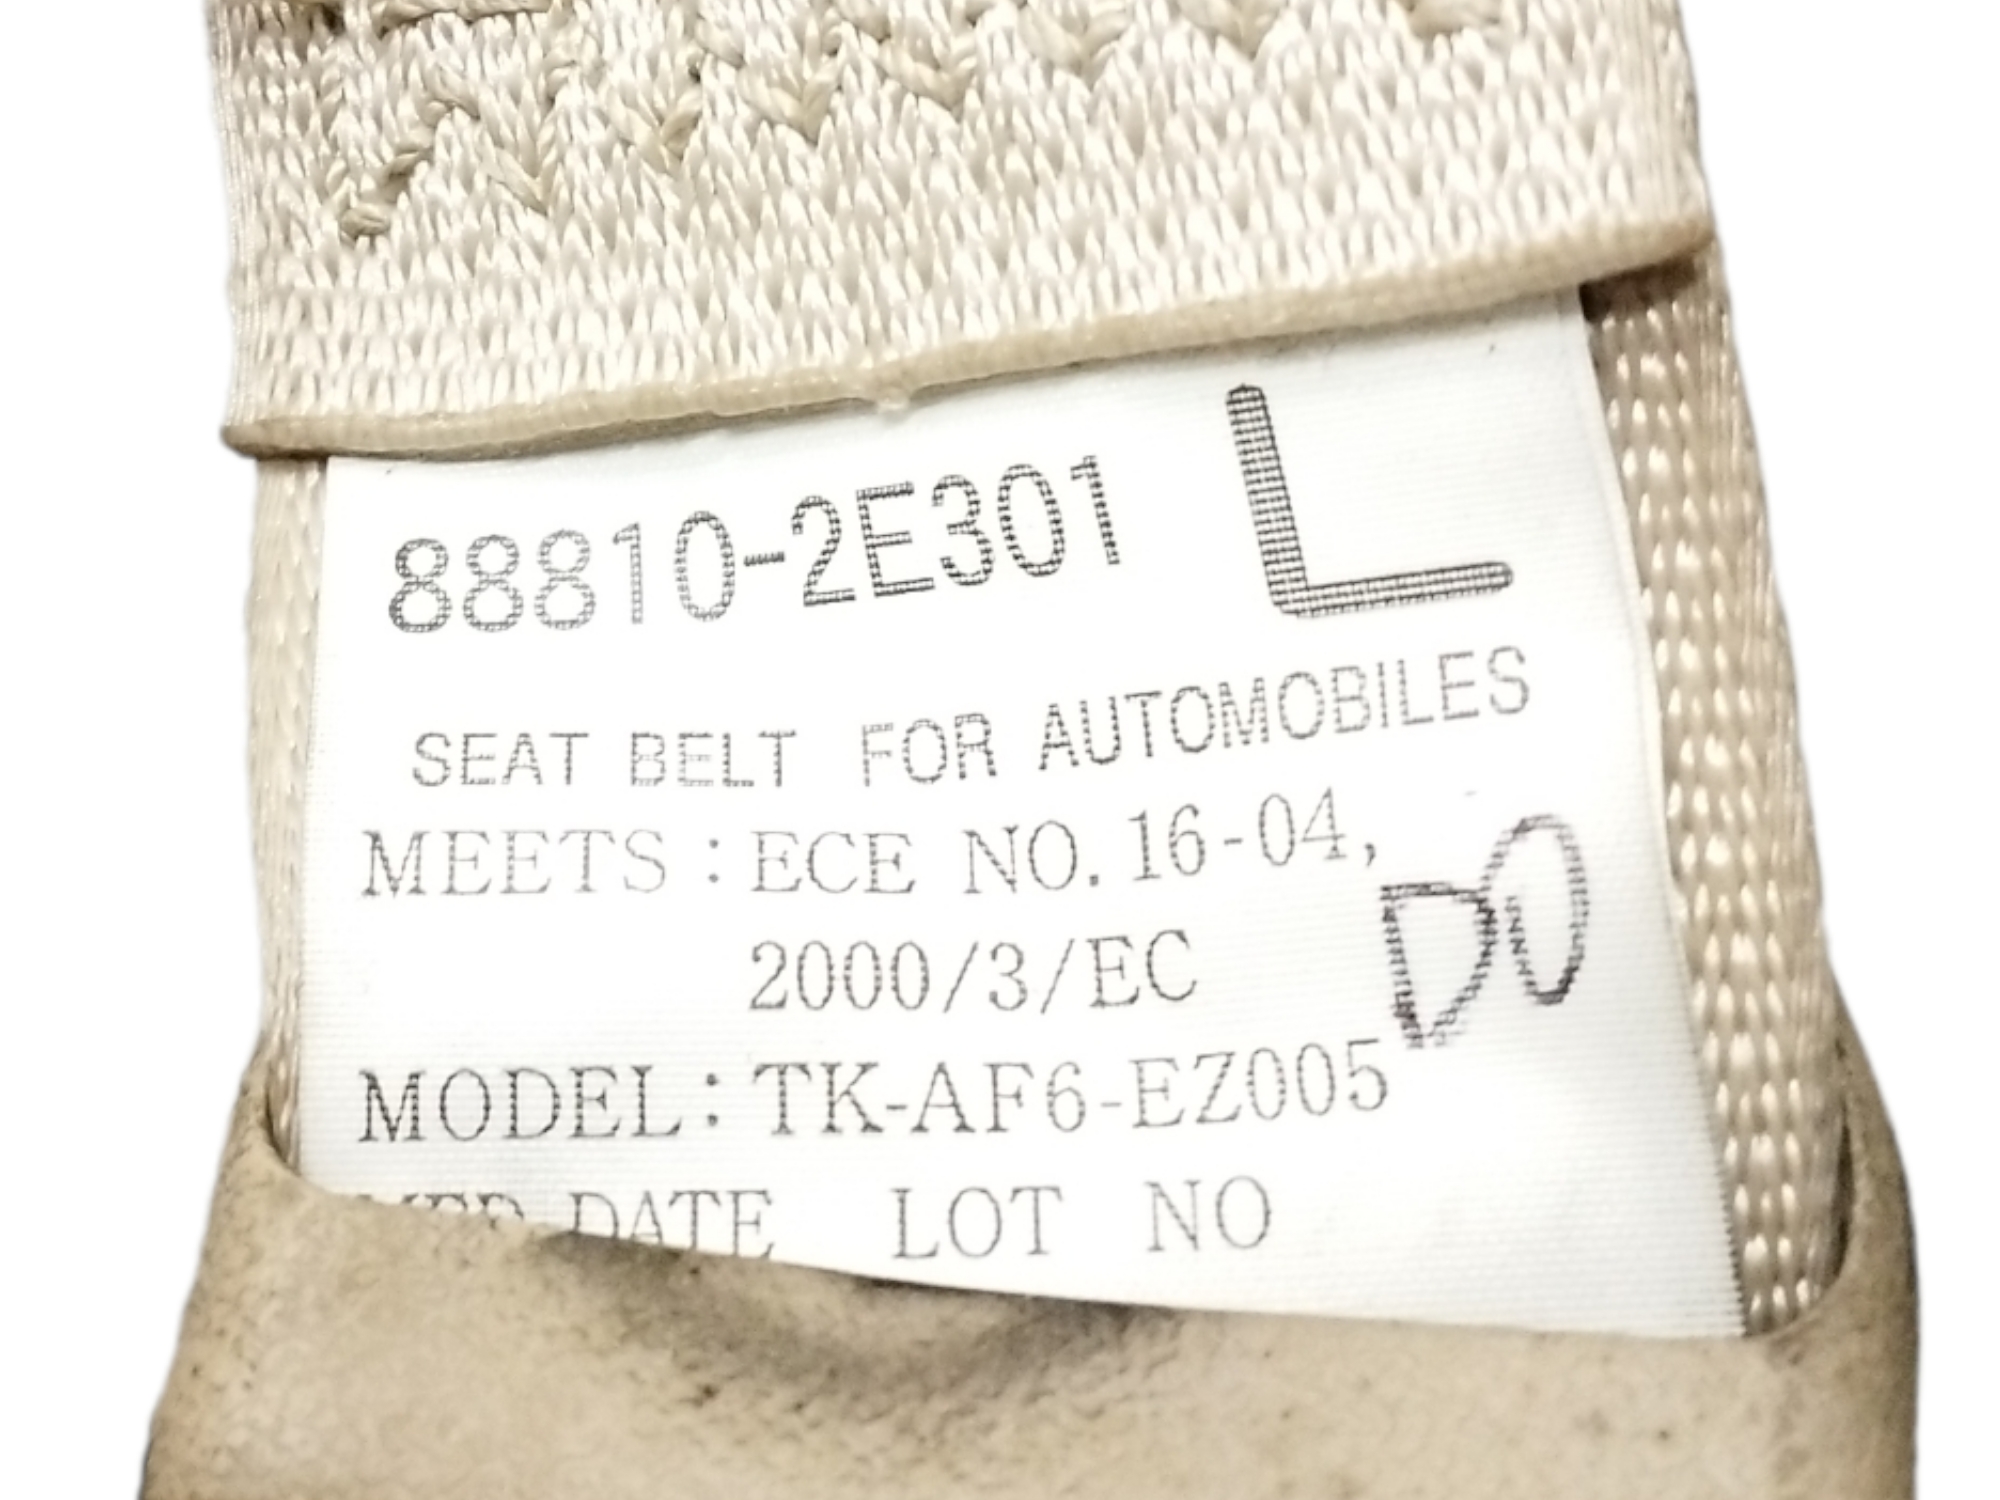 88810-2E301 L
SEAT BELT FOR AUTOMOBILES
MEETS : ECE NO. 16-04,
2000/3/EC
DO
MODEL : TK-AF6-EZ005
DATE LOT NO